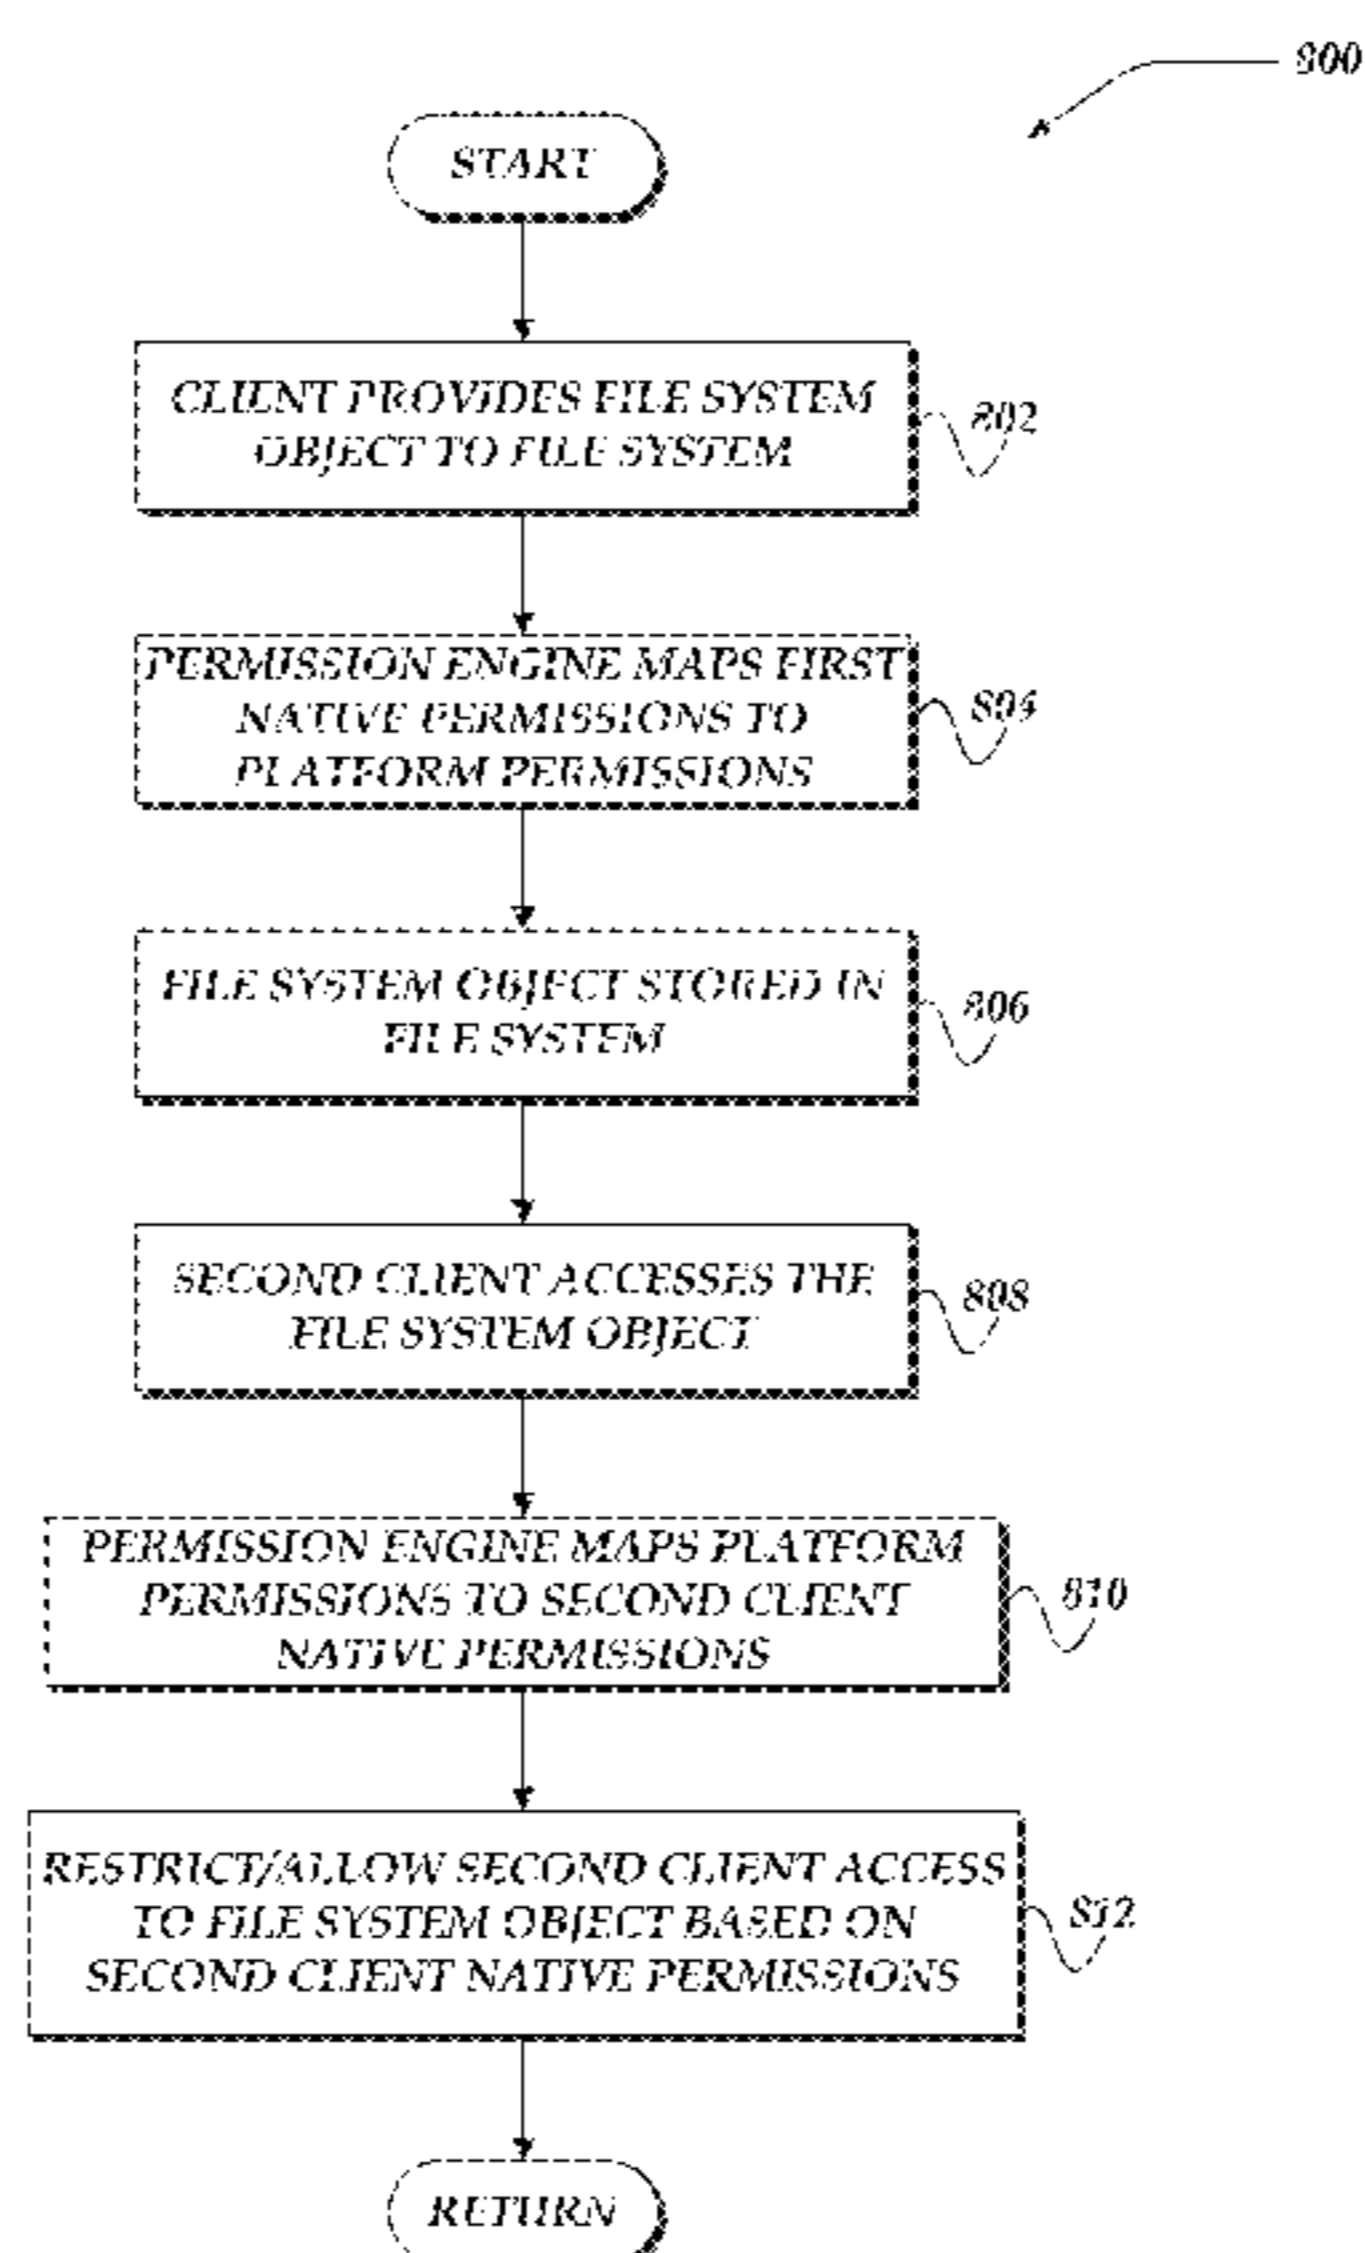 800
START
CLIENT PROVIDES FILE SYSTEM
OBJECT TO FILE SYSTEM
802
PERMISSION ENGINE MAPS FIRST
NATIVE PERMISSIONS TO
PLATFORM PERMISSIONS
804
FILE SYSTEM OBJECT STORED IN
FILE SYSTEM
806
SECOND CLIENT ACCESSES THE
FILE SYSTEM OBJECT
808
PERMISSION ENGINE MAPS PLATFORM
PERMISSIONS TO SECOND CLIENT
NATIVE PERMISSIONS
810
RESTRICT/ALLOW SECOND CLIENT ACCESS
TO FILE SYSTEM OBJECT BASED ON
SECOND CLIENT NATIVE PERMISSIONS
812
RETURN